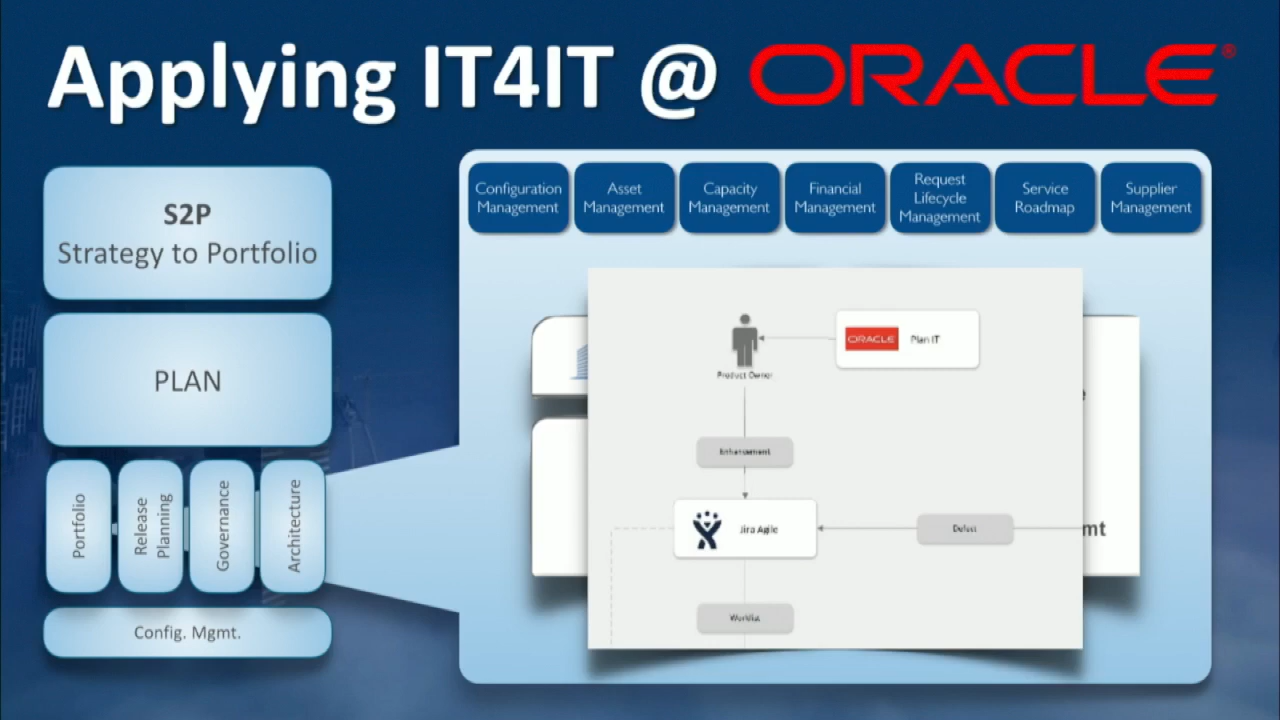 Applying IT4IT @ ORACLE®
S2P
Strategy to Portfolio
PLAN
Portfolio
Release
Planning
Governance
Architecture
Config. Mgmt.
Configuration
Management
Asset
Management
Capacity
Management
Financial
Management
Request
Lifecycle
Management
Service
Roadmap
Supplier
Management
ORACLE Plan IT
Product Owner
Enhancement
Jira Agile
Defect
mt
Worklist